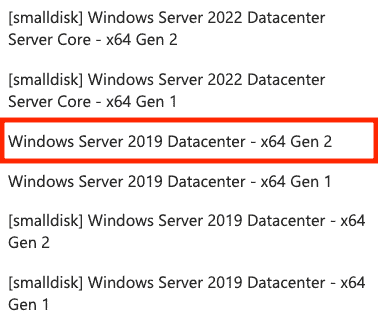 [smalldisk] Windows Server 2022 Datacenter
Server Core - x64 Gen 2
[smalldisk] Windows Server 2022 Datacenter
Server Core - x64 Gen 1
Windows Server 2019 Datacenter - x64 Gen 2
Windows Server 2019 Datacenter - x64 Gen 1
[smalldisk] Windows Server 2019 Datacenter - x64
Gen 2
[smalldisk] Windows Server 2019 Datacenter - x64
Gen 1